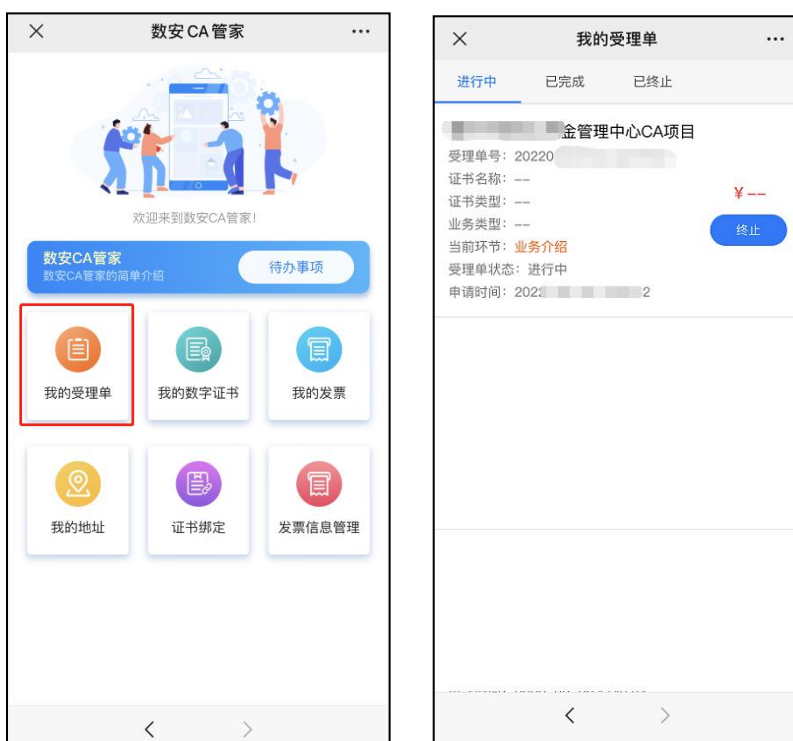 数安CA管家
欢迎来到数安CA管家!
数安CA管家
数安CA管家的简单介绍
待办事项
我的受理单
我的数字证书
我的发票
我的地址
证书绑定
发票信息管理
我的受理单
进行中
已完成
已终止
金管理中心CA项目
受理单号: 20220
证书名称: --
证书类型: --
业务类型: --
当前环节: 业务介绍
受理单状态: 进行中
申请时间: 202 2
¥ --
终止